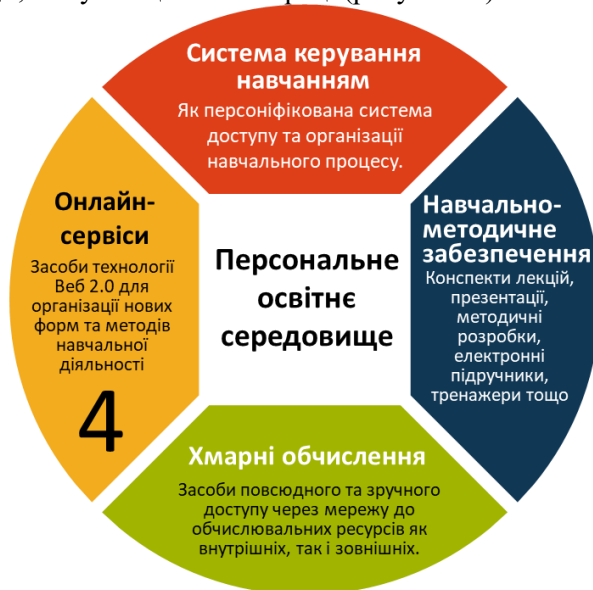 Система керування
навчанням
Як персоніфікована система
доступу та організації
навчального процесу.
Онлайн-
сервіси
Засоби технології
Веб 2.0 для
організації нових
форм та методів
навчальної
діяльності
4
Персональне
освітнє
середовище
Навчально-
методичне
забезпечення
Конспекти лекцій,
презентації,
методичні
розробки,
електронні
підручники,
тренажери тощо
Хмарні обчислення
Засоби повсюдного та зручного
доступу через мережу до
обчислювальних ресурсів як
внутрішніх, так і зовнішніх.